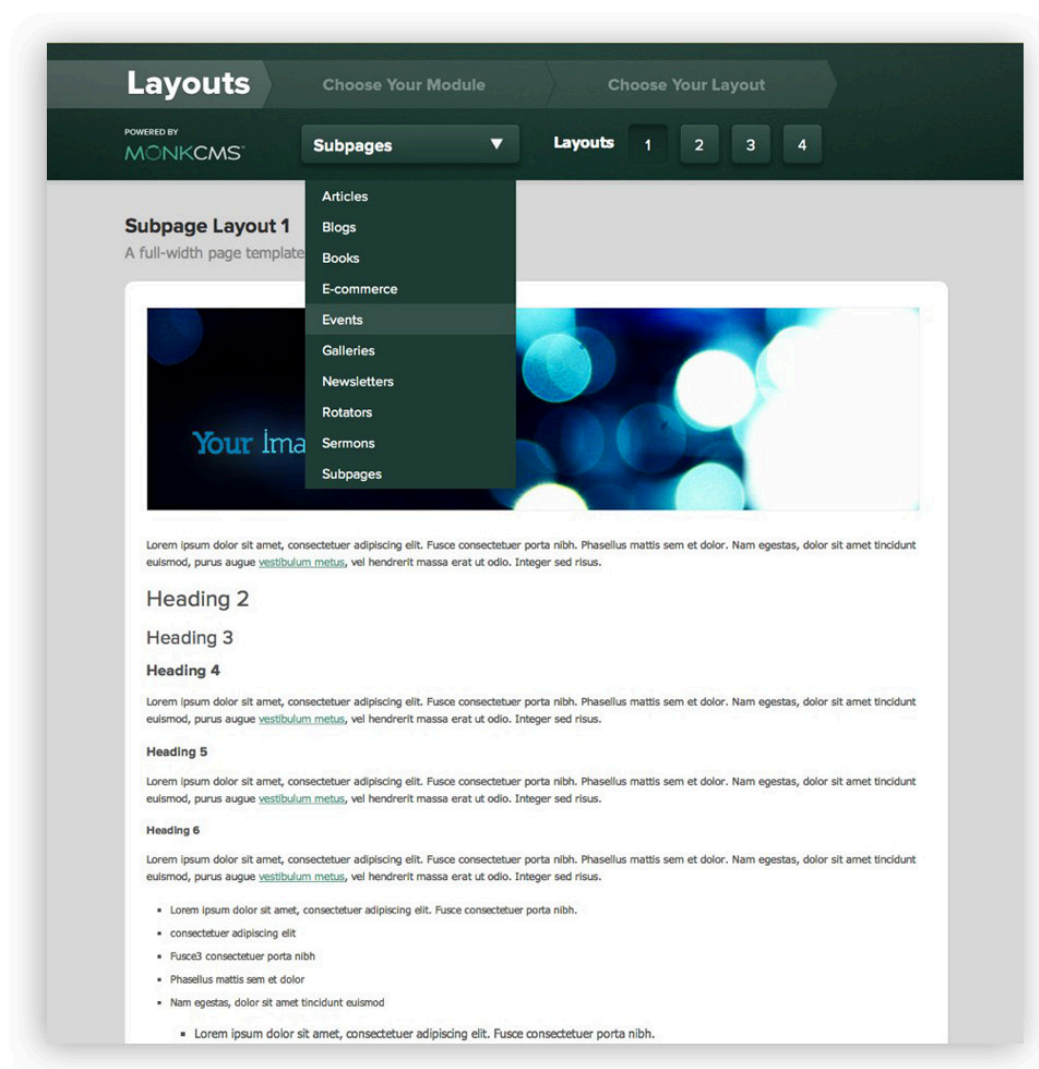 Layouts
Choose Your Module
Choose Your Layout
POWERED BY
MONKCMS
Subpages
Layouts 1 2 3 4
Articles
Blogs
Books
E-commerce
Events
Galleries
Newsletters
Rotators
Sermons
Subpages
Subpage Layout 1
A full-width page template
Your Ima
Lorem ipsum dolor sit amet, consectetuer adipiscing elit. Fusce consectetuer porta nibh. Phasellus mattis sem et dolor. Nam egestas, dolor sit amet tincidunt
euismod, purus augue vestibulum metus, vel hendrerit massa erat ut odio. Integer sed risus.
Heading 2
Heading 3
Heading 4
Lorem ipsum dolor sit amet, consectetuer adipiscing elit. Fusce consectetuer porta nibh. Phasellus mattis sem et dolor. Nam egestas, dolor sit amet tincidunt
euismod, purus augue vestibulum metus, vel hendrerit massa erat ut odio. Integer sed risus.
Heading 5
Lorem ipsum dolor sit amet, consectetuer adipiscing elit. Fusce consectetuer porta nibh. Phasellus mattis sem et dolor. Nam egestas, dolor sit amet tincidunt
euismod, purus augue vestibulum metus, vel hendrerit massa erat ut odio. Integer sed risus.
Heading 6
Lorem ipsum dolor sit amet, consectetuer adipiscing elit. Fusce consectetuer porta nibh. Phasellus mattis sem et dolor. Nam egestas, dolor sit amet tincidunt
euismod, purus augue vestibulum metus, vel hendrerit massa erat ut odio. Integer sed risus.
Lorem ipsum dolor sit amet, consectetuer adipiscing elit. Fusce consectetuer porta nibh.
consectetuer adipiscing elit
Fusce3 consectetuer porta nibh
Phasellus mattis sem et dolor
Nam egestas, dolor sit amet tincidunt euismod
Lorem ipsum dolor sit amet, consectetuer adipiscing elit. Fusce consectetuer porta nibh.